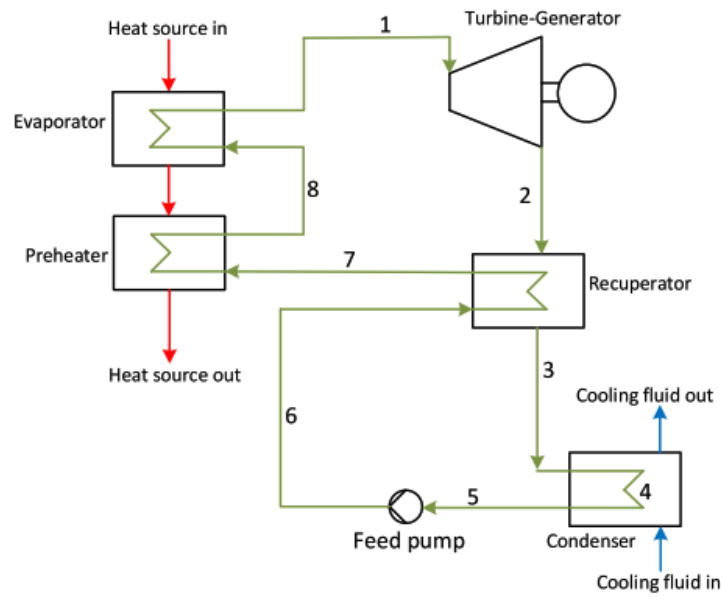 Turbine-Generator
Heat source in
1
Evaporator
8
2
Preheater
7
Recuperator
Heat source out
3
Cooling fluid out
6
4
5
Feed pump
Condenser
Cooling fluid in